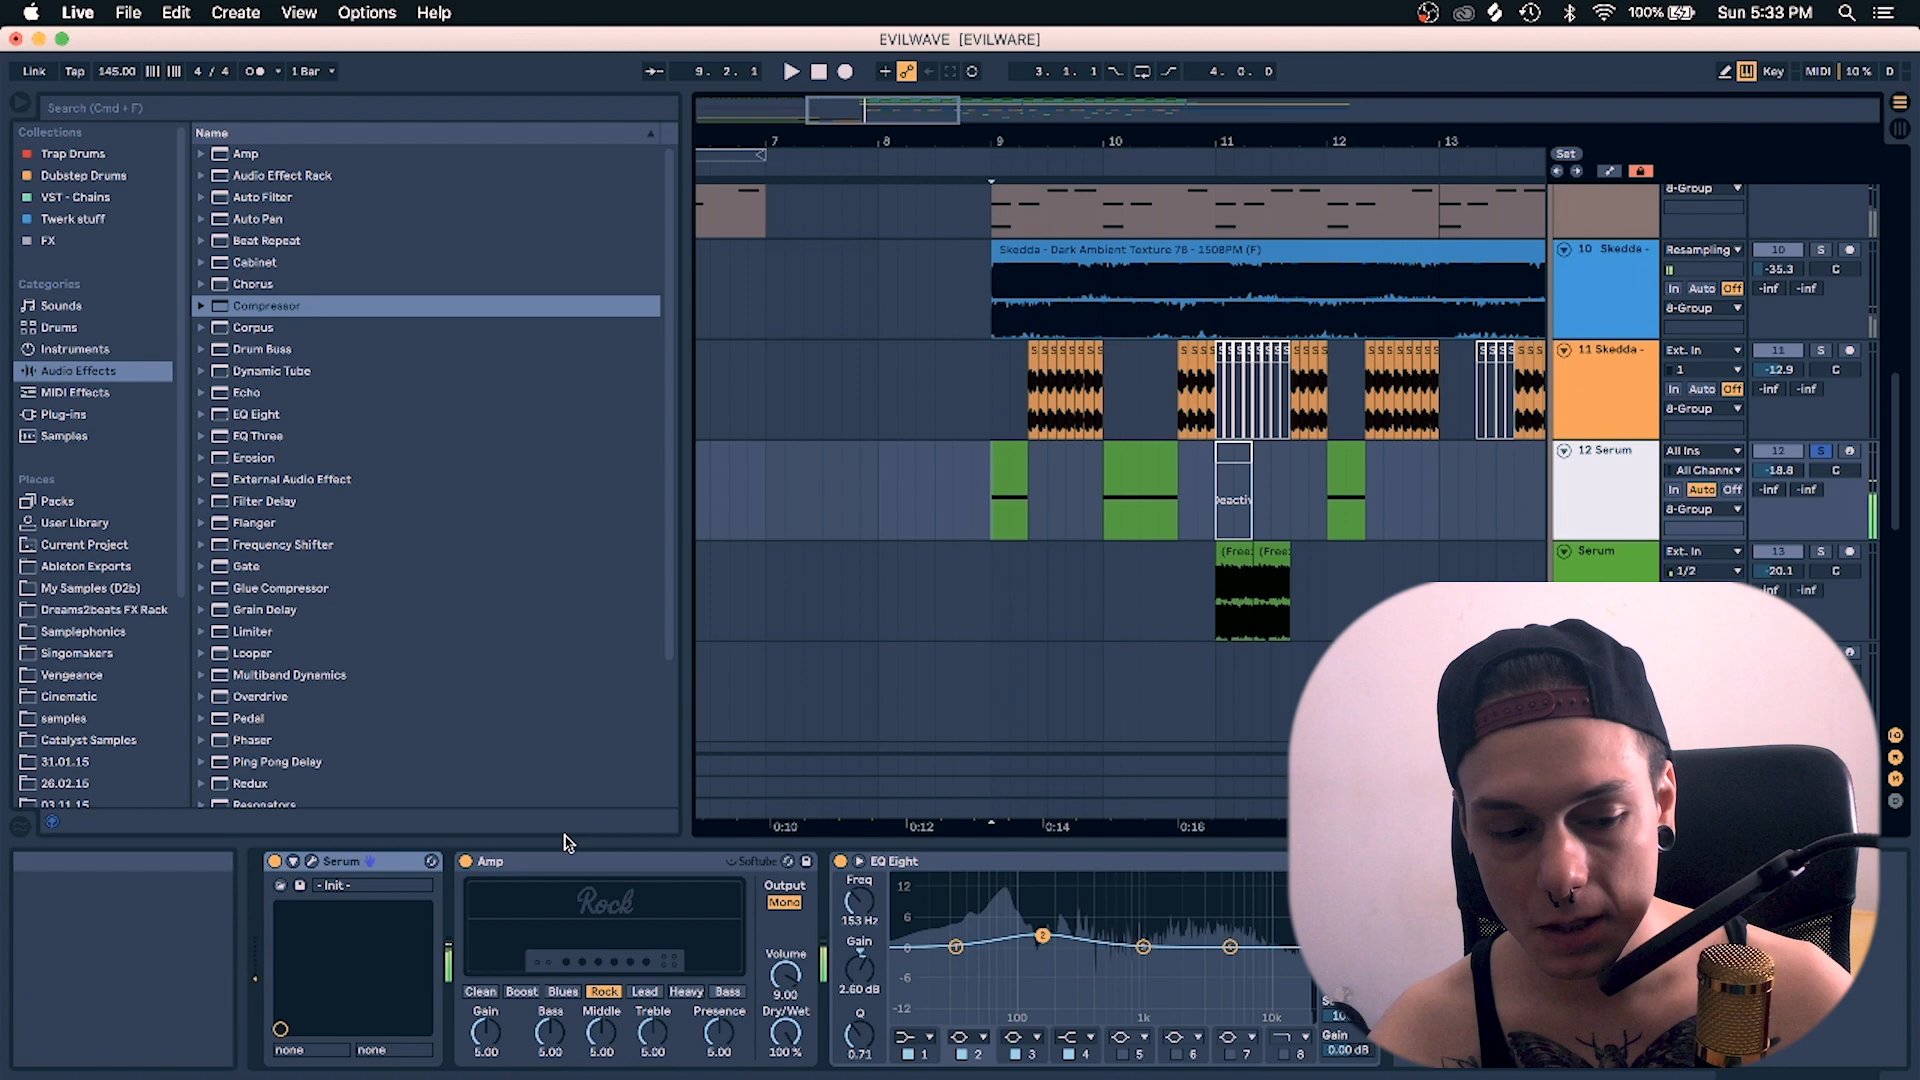 Live File Edit Create View Options Help 100% Sun 5:33 PM
EVILWAVE [EVILWARE]
Link Tap 145.00 4 / 4 1 Bar 9. 2. 1 3. 1. 1 4. 0. 0 Key MIDI 10 % D
Search (Cmd + F)
Collections
Trap Drums
Dubstep Drums
VST - Chains
Twerk stuff
FX
Categories
Sounds
Drums
Instruments
Audio Effects
MIDI Effects
Plug-ins
Samples
Places
Packs
User Library
Current Project
Ableton Exports
My Samples (D2b)
Dreams2beats FX Rack
Samplephonics
Singomakers
Vengeance
Cinematic
samples
Catalyst Samples
31.01.15
26.02.15
03.11.15
Name
Amp
Audio Effect Rack
Auto Filter
Auto Pan
Beat Repeat
Cabinet
Chorus
Compressor
Corpus
Drum Buss
Dynamic Tube
Echo
EQ Eight
EQ Three
Erosion
External Audio Effect
Filter Delay
Flanger
Frequency Shifter
Gate
Glue Compressor
Grain Delay
Limiter
Looper
Multiband Dynamics
Overdrive
Pedal
Phaser
Ping Pong Delay
Redux
Resonators
7 8 9 10 11 12 13
Set
8-Group
Skedda - Dark Ambient Texture 78 - 150BPM (F)
10 Skedda - Resampling 10 S
-35.3 C
In Auto Off -inf -inf
8-Group
S S S S S S S S
11 Skedda - Ext. In 11 S
1 -12.9 C
In Auto Off -inf -inf
8-Group
12 Serum All Ins 12 S
All Channe -18.8 C
In Auto Off -inf -inf
8-Group
Deactiv
(Free: (Free:
Serum Ext. In 13 S
1/2 -20.1 C
-inf
0:10 0:12 0:14 0:16
Serum
- Init -
none none
Amp Softube
Rock
Output
Mono
Volume
9.00
Clean Boost Blues Rock Lead Heavy Bass
Gain Bass Middle Treble Presence Dry/Wet
5.00 5.00 5.00 5.00 5.00 100 %
EQ Eight
Freq
153 Hz
Gain
2.60 dB
Q
0.71
12
6
0
-6
-12
100 1k 10k
1 2 3 4 5 6 7 8
Gain
0.00 dB